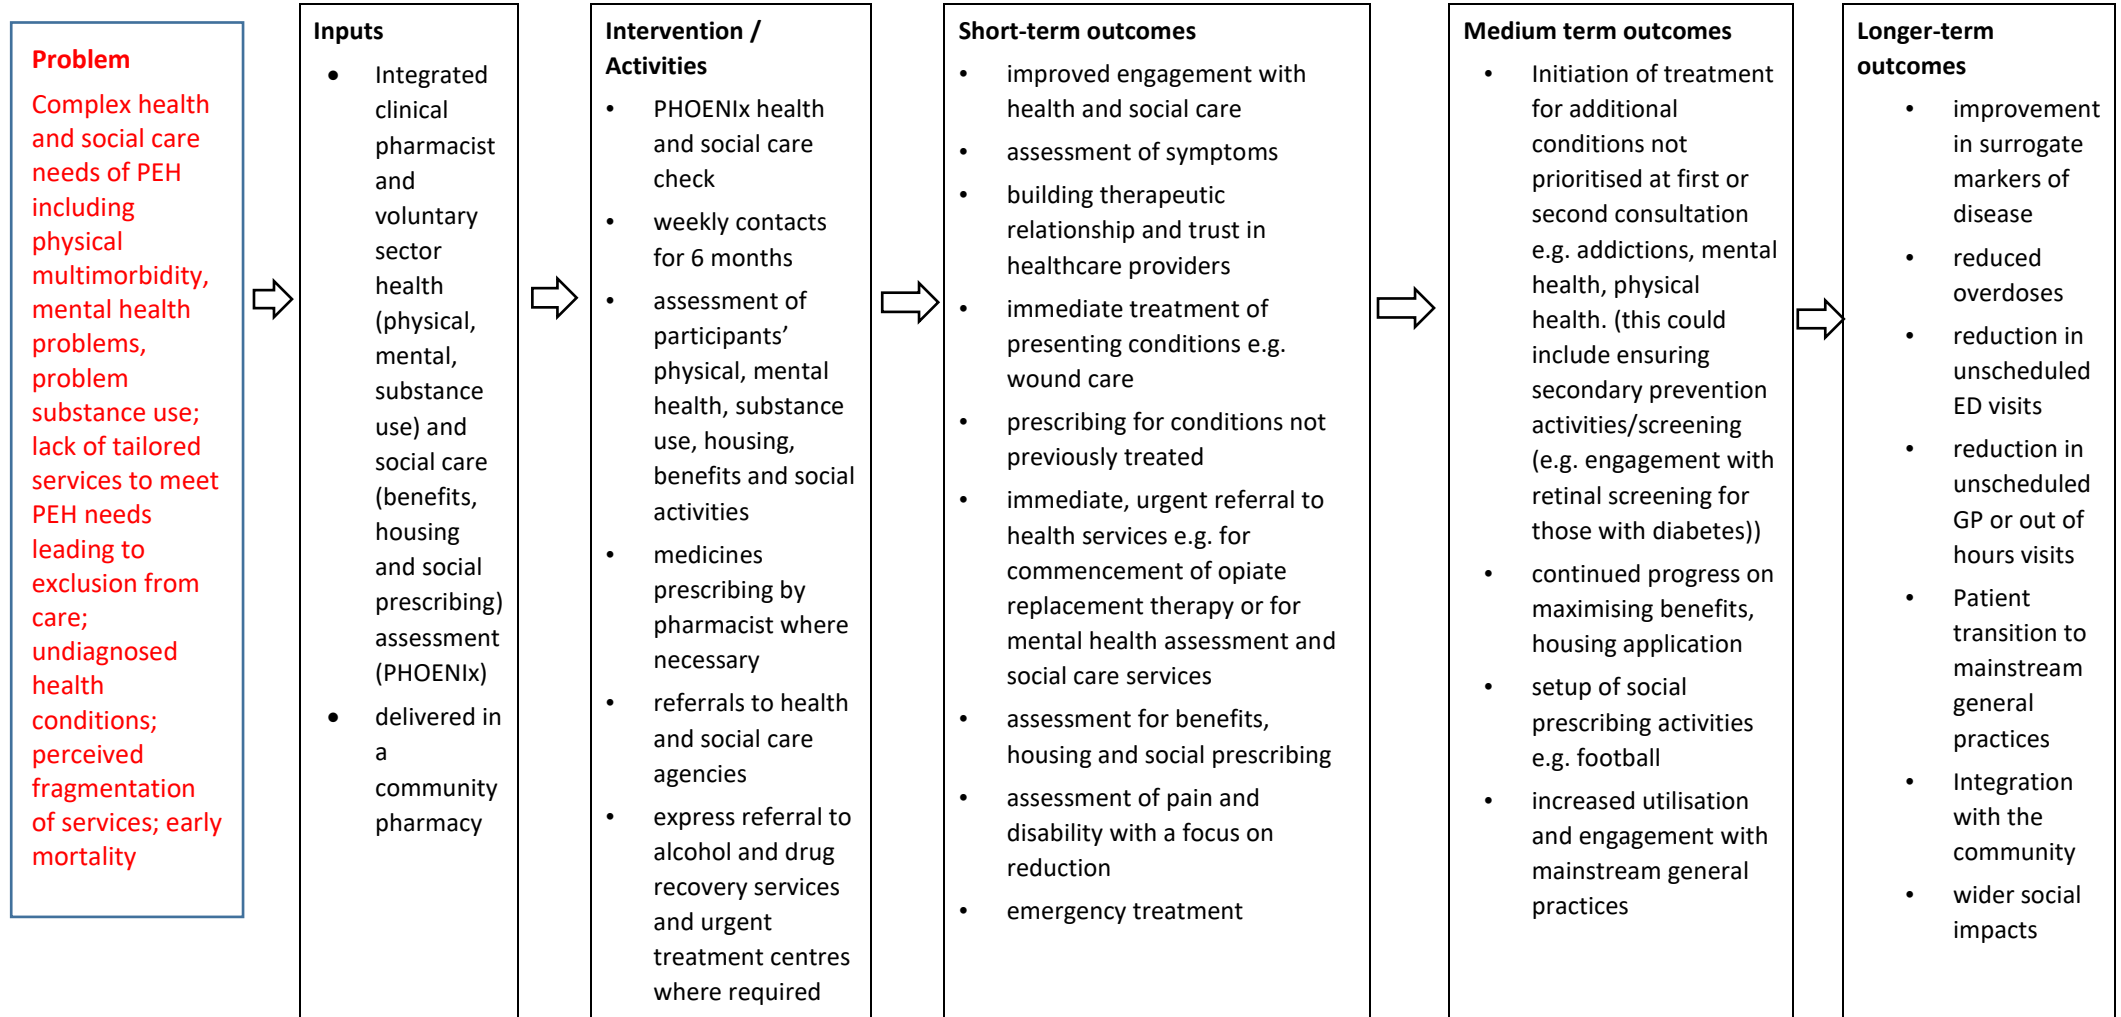 Problem
Complex health
and social care
needs of PEH
including
physical
multimorbidity,
mental health
problems,
problem
substance use;
lack of tailored
services to meet
PEH needs
leading to
exclusion from
care;
undiagnosed
health
conditions;
perceived
fragmentation
of services; early
mortality
Inputs
• Integrated
clinical
pharmacist
and
voluntary
sector
health
(physical,
mental,
substance
use) and
social care
(benefits,
housing
and social
prescribing)
assessment
(PHOENIx)
• delivered in
a
community
pharmacy
Intervention /
Activities
• PHOENIx health
and social care
check
• weekly contacts
for 6 months
• assessment of
participants’
physical, mental
health, substance
use, housing,
benefits and social
activities
• medicines
prescribing by
pharmacist where
necessary
• referrals to health
and social care
agencies
• express referral to
alcohol and drug
recovery services
and urgent
treatment centres
where required
Short-term outcomes
• improved engagement with
health and social care
• assessment of symptoms
• building therapeutic
relationship and trust in
healthcare providers
• immediate treatment of
presenting conditions e.g.
wound care
• prescribing for conditions not
previously treated
• immediate, urgent referral to
health services e.g. for
commencement of opiate
replacement therapy or for
mental health assessment and
social care services
• assessment for benefits,
housing and social prescribing
• assessment of pain and
disability with a focus on
reduction
• emergency treatment
Medium term outcomes
• Initiation of treatment
for additional
conditions not
prioritised at first or
second consultation
e.g. addictions, mental
health, physical
health. (this could
include ensuring
secondary prevention
activities/screening
(e.g. engagement with
retinal screening for
those with diabetes))
• continued progress on
maximising benefits,
housing application
• setup of social
prescribing activities
e.g. football
• increased utilisation
and engagement with
mainstream general
practices
Longer-term
outcomes
• improvement
in surrogate
markers of
disease
• reduced
overdoses
• reduction in
unscheduled
ED visits
• reduction in
unscheduled
GP or out of
hours visits
• Patient
transition to
mainstream
general
practices
• Integration
with the
community
• wider social
impacts